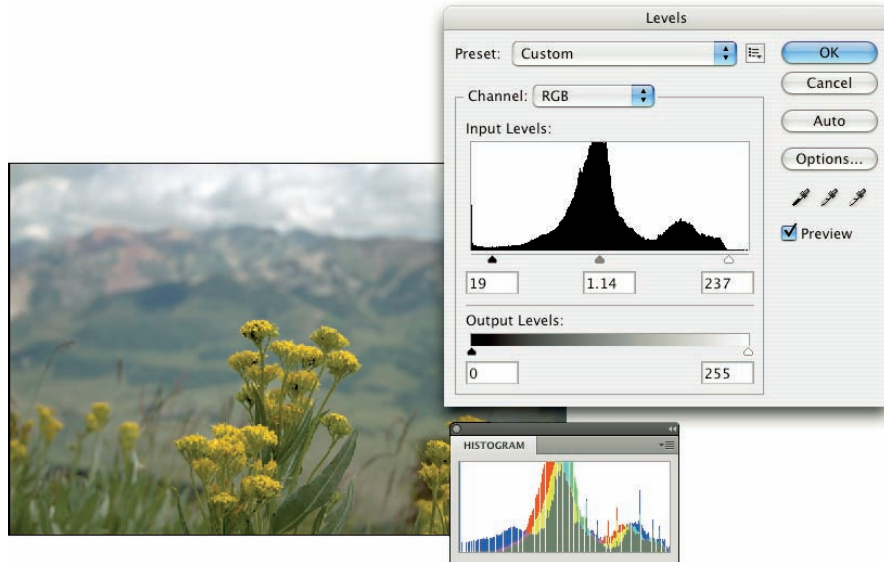 Levels
Preset: Custom
OK
Cancel
Channel: RGB
Auto
Input Levels:
Options...
Preview
19 1.14 237
Output Levels:
0 255
HISTOGRAM